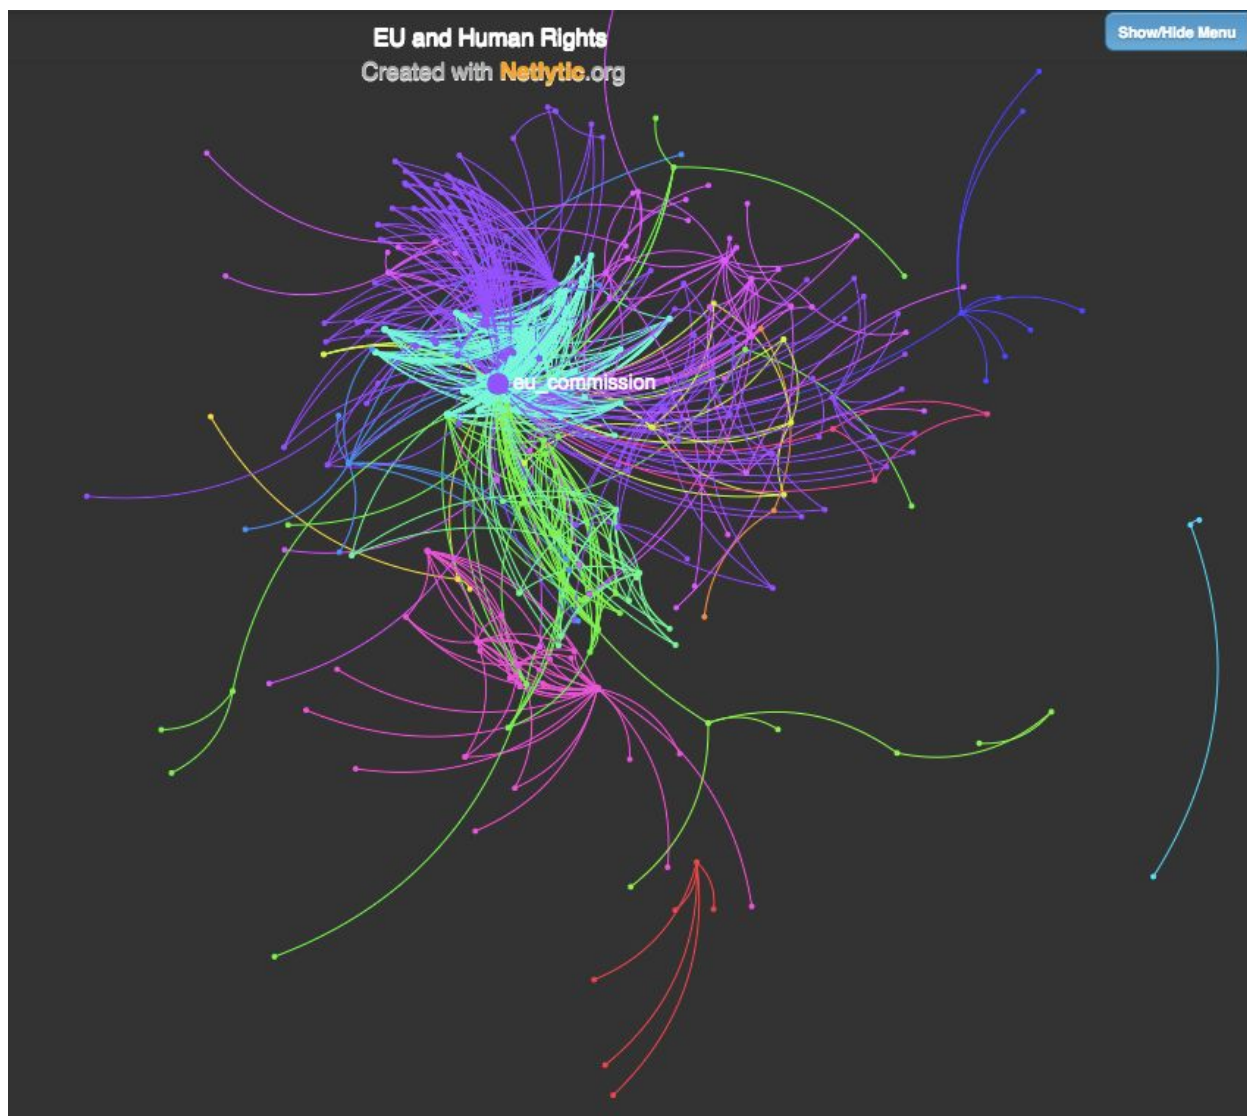 EU and Human Rights
Created with Netlytic.org
Show/Hide Menu
eu_commission